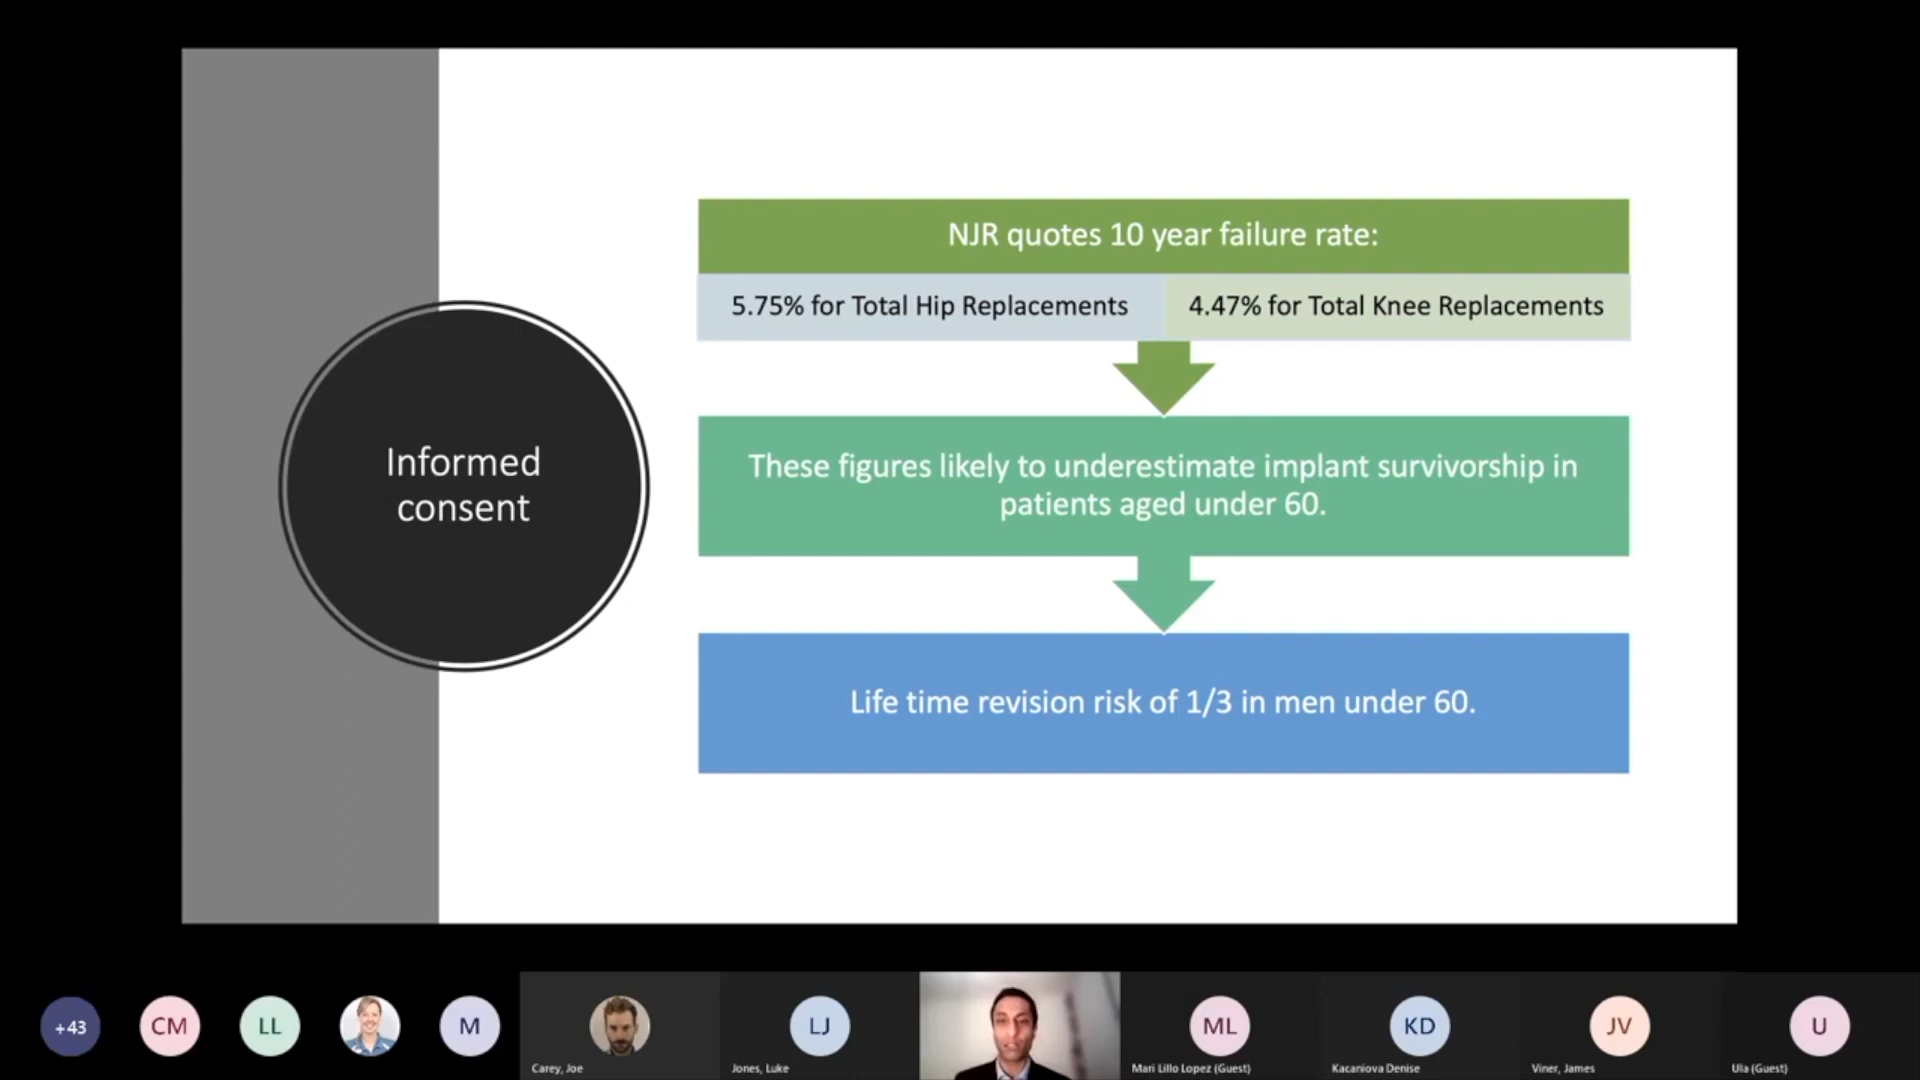 NJR quotes 10 year failure rate:
5.75% for Total Hip Replacements
4.47% for Total Knee Replacements
Informed
consent
These figures likely to underestimate implant survivorship in
patients aged under 60.
Life time revision risk of 1/3 in men under 60.
+43
CM
LL
M
Carey, Joe
LJ
Jones, Luke
ML
Mari Lillo Lopez (Guest)
KD
Kacaniova Denise
JV
Viner, James
U
Ula (Guest)